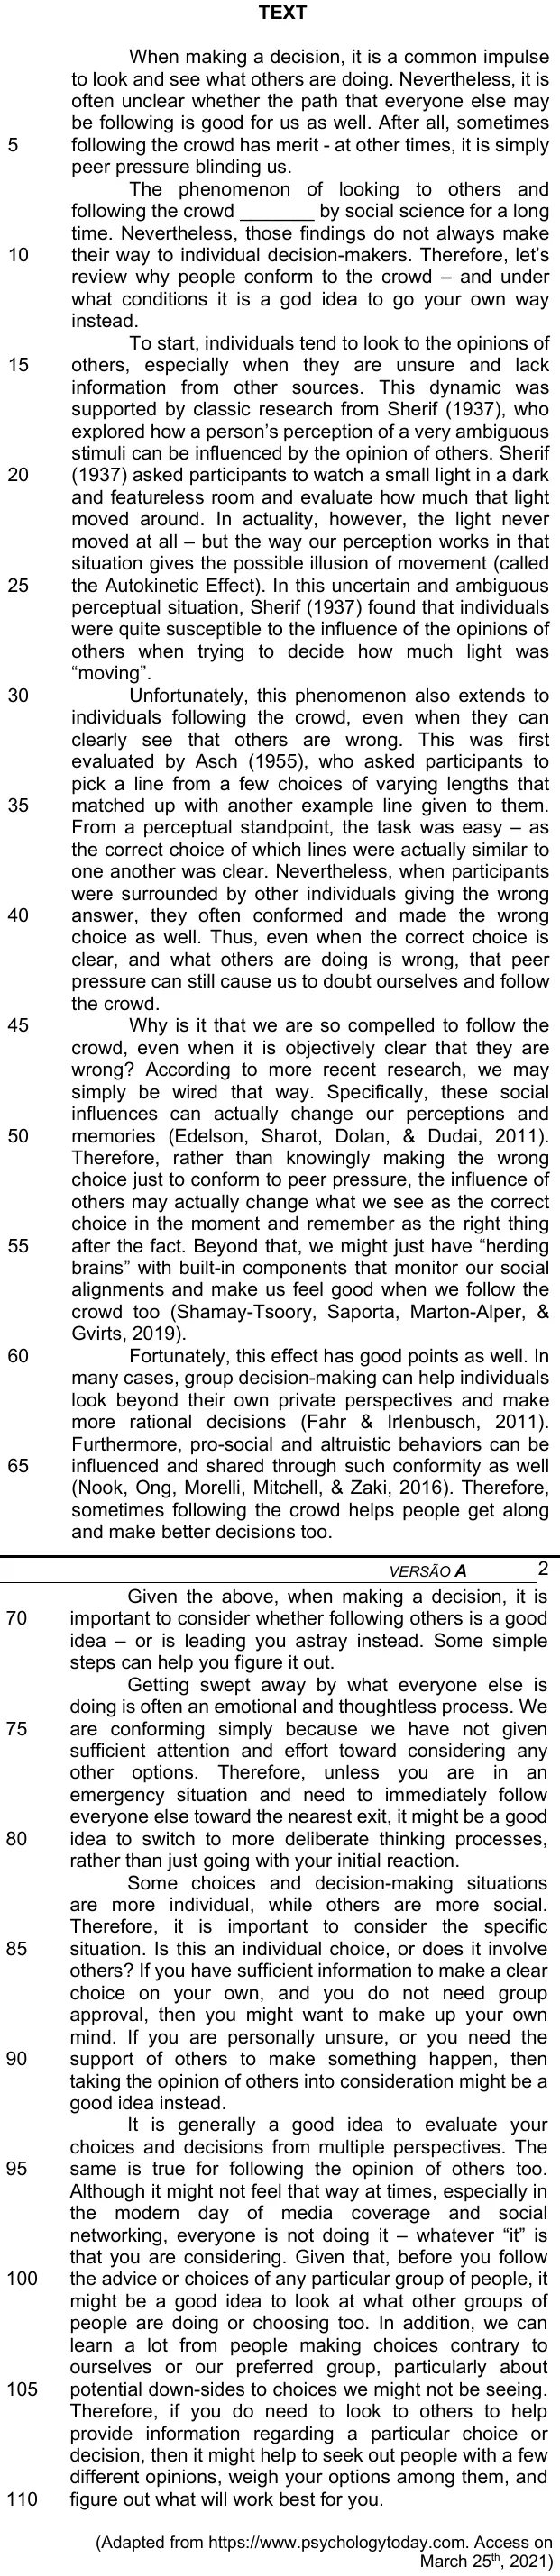 TEXT
When making a decision, it is a common impulse
to look and see what others are doing. Nevertheless, it is
often unclear whether the path that everyone else may
be following is good for us as well. After all, sometimes
5 following the crowd has merit - at other times, it is simply
peer pressure blinding us.
The phenomenon of looking to others and
following the crowd _______ by social science for a long
time. Nevertheless, those findings do not always make
10 their way to individual decision-makers. Therefore, let's
review why people conform to the crowd – and under
what conditions it is a god idea to go your own way
instead.
To start, individuals tend to look to the opinions of
15 others, especially when they are unsure and lack
information from other sources. This dynamic was
supported by classic research from Sherif (1937), who
explored how a person's perception of a very ambiguous
stimuli can be influenced by the opinion of others. Sherif
20 (1937) asked participants to watch a small light in a dark
and featureless room and evaluate how much that light
moved around. In actuality, however, the light never
moved at all – but the way our perception works in that
situation gives the possible illusion of movement (called
25 the Autokinetic Effect). In this uncertain and ambiguous
perceptual situation, Sherif (1937) found that individuals
were quite susceptible to the influence of the opinions of
others when trying to decide how much light was
“moving”.
30 Unfortunately, this phenomenon also extends to
individuals following the crowd, even when they can
clearly see that others are wrong. This was first
evaluated by Asch (1955), who asked participants to
pick a line from a few choices of varying lengths that
35 matched up with another example line given to them.
From a perceptual standpoint, the task was easy – as
the correct choice of which lines were actually similar to
one another was clear. Nevertheless, when participants
were surrounded by other individuals giving the wrong
40 answer, they often conformed and made the wrong
choice as well. Thus, even when the correct choice is
clear, and what others are doing is wrong, that peer
pressure can still cause us to doubt ourselves and follow
the crowd.
45 Why is it that we are so compelled to follow the
crowd, even when it is objectively clear that they are
wrong? According to more recent research, we may
simply be wired that way. Specifically, these social
influences can actually change our perceptions and
50 memories (Edelson, Sharot, Dolan, & Dudai, 2011).
Therefore, rather than knowingly making the wrong
choice just to conform to peer pressure, the influence of
others may actually change what we see as the correct
choice in the moment and remember as the right thing
55 after the fact. Beyond that, we might just have “herding
brains” with built-in components that monitor our social
alignments and make us feel good when we follow the
crowd too (Shamay-Tsoory, Saporta, Marton-Alper, &
Gvirts, 2019).
60 Fortunately, this effect has good points as well. In
many cases, group decision-making can help individuals
look beyond their own private perspectives and make
more rational decisions (Fahr & Irlenbusch, 2011).
Furthermore, pro-social and altruistic behaviors can be
65 influenced and shared through such conformity as well
(Nook, Ong, Morelli, Mitchell, & Zaki, 2016). Therefore,
sometimes following the crowd helps people get along
and make better decisions too.
VERSÃO A 2
Given the above, when making a decision, it is
70 important to consider whether following others is a good
idea – or is leading you astray instead. Some simple
steps can help you figure it out.
Getting swept away by what everyone else is
doing is often an emotional and thoughtless process. We
75 are conforming simply because we have not given
sufficient attention and effort toward considering any
other options. Therefore, unless you are in an
emergency situation and need to immediately follow
everyone else toward the nearest exit, it might be a good
80 idea to switch to more deliberate thinking processes,
rather than just going with your initial reaction.
Some choices and decision-making situations
are more individual, while others are more social.
Therefore, it is important to consider the specific
85 situation. Is this an individual choice, or does it involve
others? If you have sufficient information to make a clear
choice on your own, and you do not need group
approval, then you might want to make up your own
mind. If you are personally unsure, or you need the
90 support of others to make something happen, then
taking the opinion of others into consideration might be a
good idea instead.
It is generally a good idea to evaluate your
choices and decisions from multiple perspectives. The
95 same is true for following the opinion of others too.
Although it might not feel that way at times, especially in
the modern day of media coverage and social
networking, everyone is not doing it – whatever “it” is
that you are considering. Given that, before you follow
100 the advice or choices of any particular group of people, it
might be a good idea to look at what other groups of
people are doing or choosing too. In addition, we can
learn a lot from people making choices contrary to
ourselves or our preferred group, particularly about
105 potential down-sides to choices we might not be seeing.
Therefore, if you do need to look to others to help
provide information regarding a particular choice or
decision, then it might help to seek out people with a few
different opinions, weigh your options among them, and
110 figure out what will work best for you.
(Adapted from https://www.psychologytoday.com. Access on
March 25th, 2021)